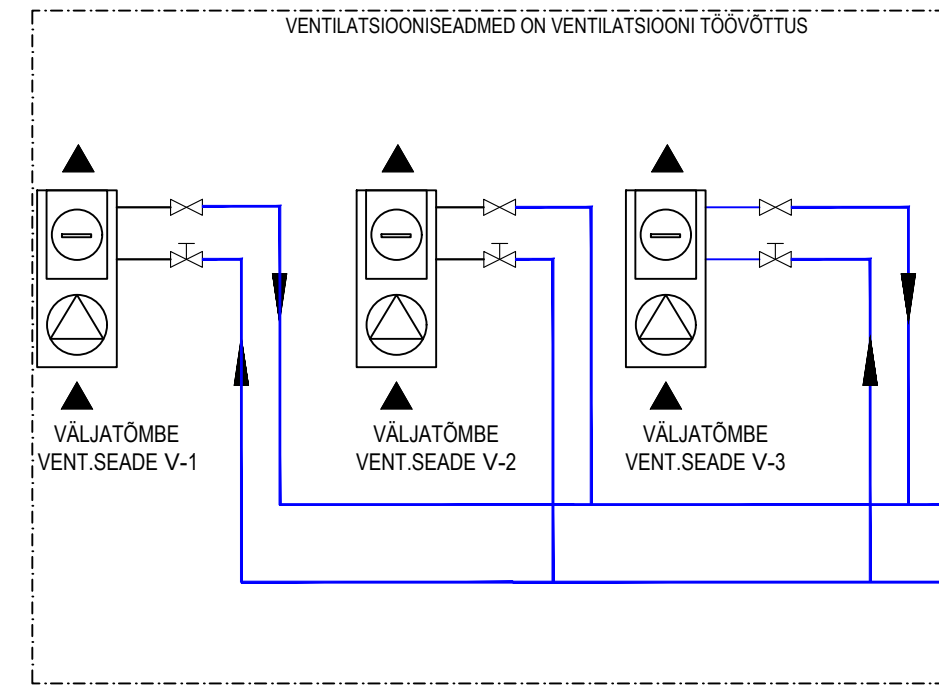 VENTILATSIOONISEADMED ON VENTILATSIOONI TÖÖVÕTTUS
VÄLJATÕMBE
VENT.SEADE V-1
VÄLJATÕMBE
VENT.SEADE V-2
VÄLJATÕMBE
VENT.SEADE V-3